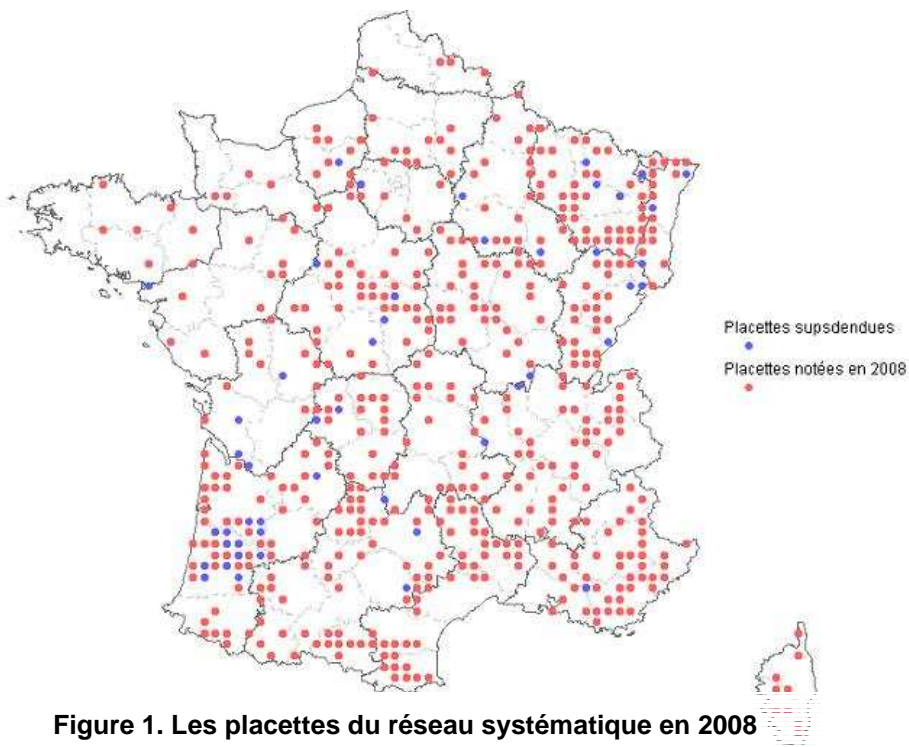 Placettes supsdendues
Placettes notées en 2008
Figure 1. Les placettes du réseau systématique en 2008